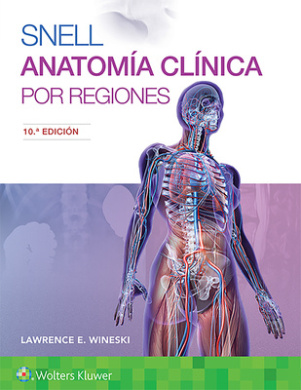 SNELL
ANATOMÍA CLÍNICA
POR REGIONES
10.ª EDICIÓN
LAWRENCE E. WINESKI
Wolters Kluwer